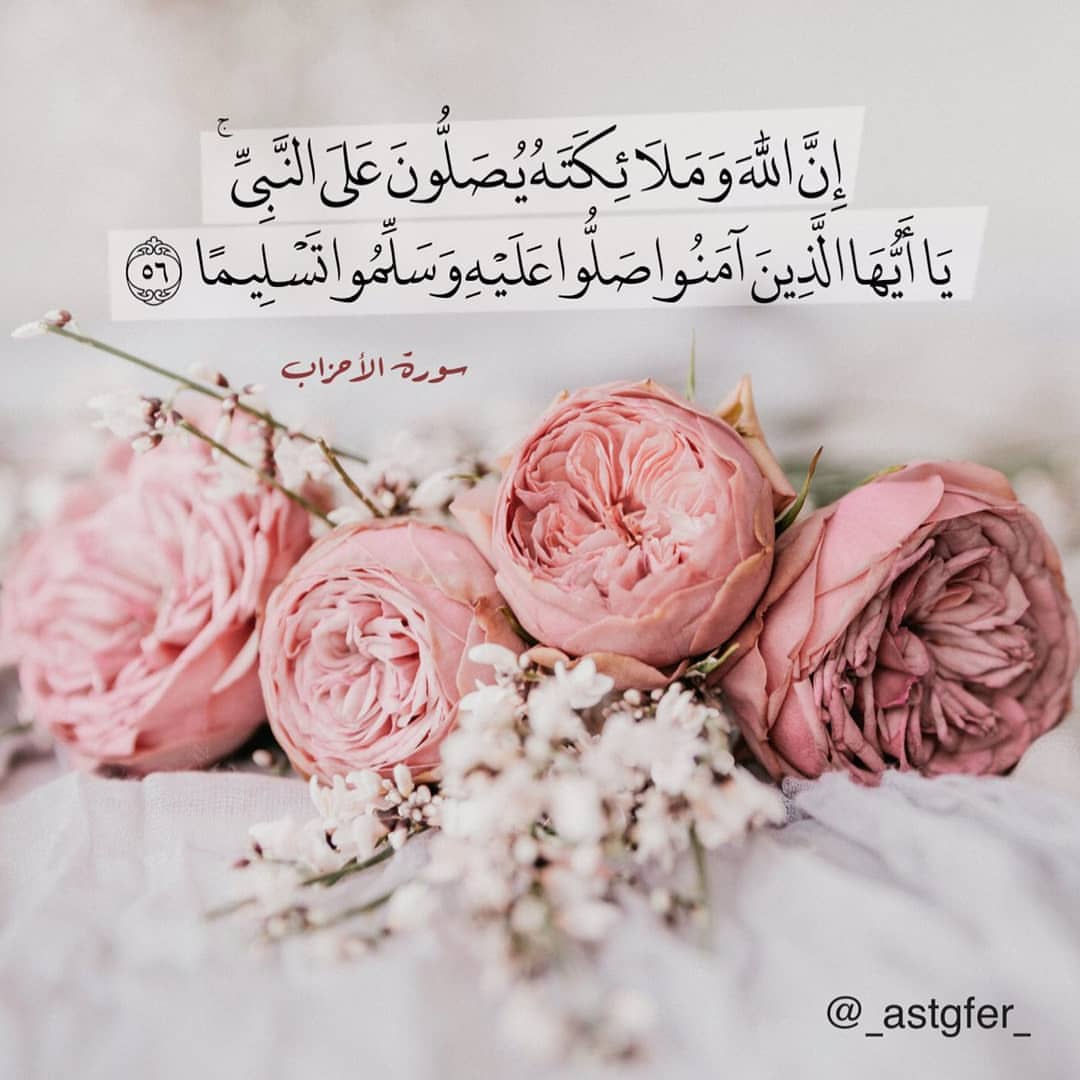 إِنَّ اللَّهَ وَمَلَائِكَتَهُ يُصَلُّونَ عَلَى النَّبِيِّ ۚ
يَا أَيُّهَا الَّذِينَ آمَنُوا صَلُّوا عَلَيْهِ وَسَلِّمُوا تَسْلِيمًا ٥٦
سورة الأحزاب
@_astgfer_